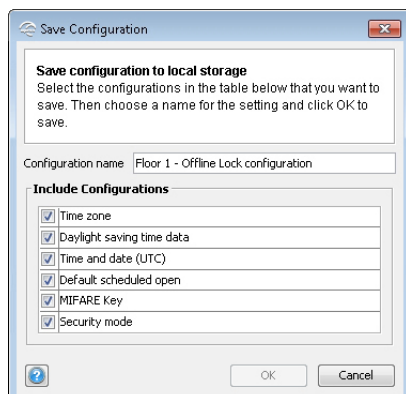 Save Configuration
Save configuration to local storage
Select the configurations in the table below that you want to
save. Then choose a name for the setting and click OK to
save.
Configuration name Floor 1 - Offline Lock configuration
Include Configurations
Time zone
Daylight saving time data
Time and date (UTC)
Default scheduled open
MIFARE Key
Security mode
? OK Cancel